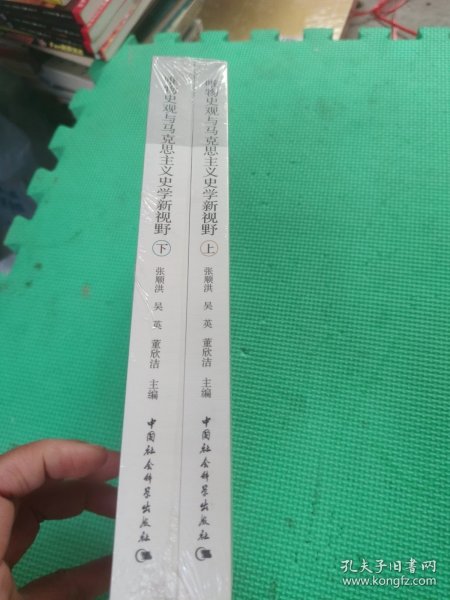 唯物史观与马克思主义史学新视野 下
张顺洪 吴英 董欣洁 主编
中国社会科学出版社
唯物史观与马克思主义史学新视野 上
张顺洪 吴英 董欣洁 主编
中国社会科学出版社
孔夫子旧书网
www.kongfz.com